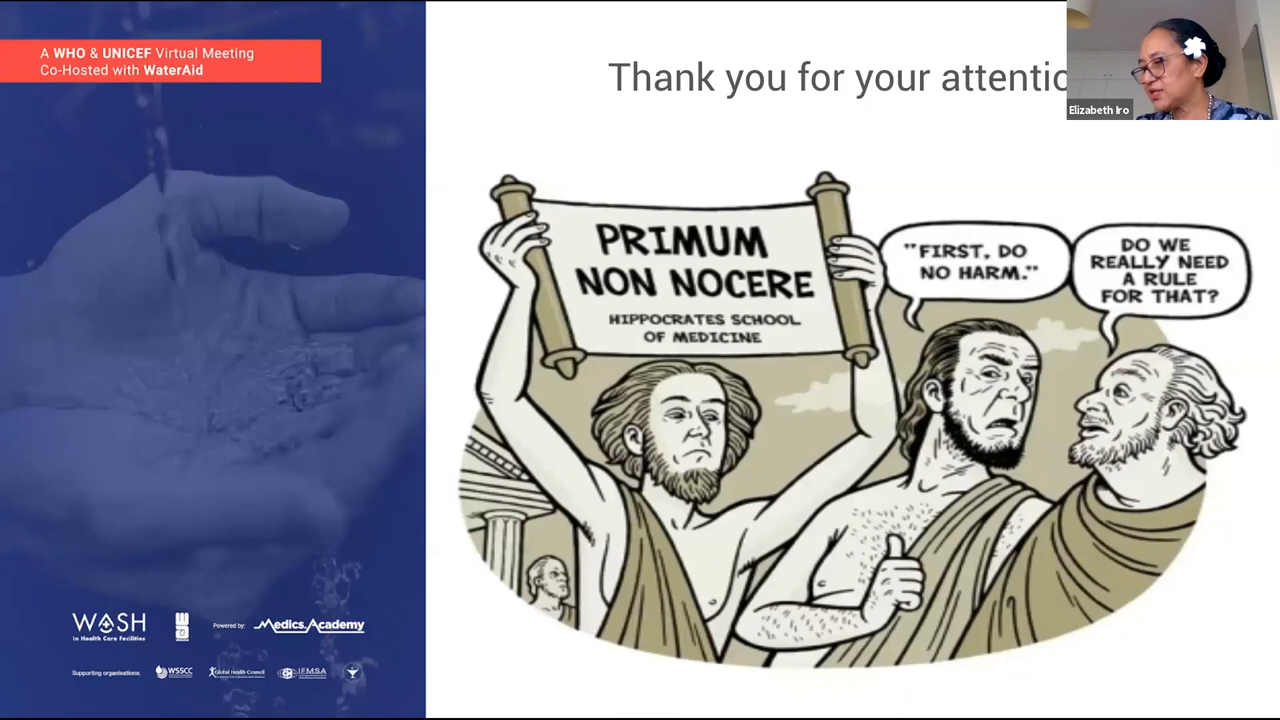 A WHO & UNICEF Virtual Meeting
Co-Hosted with WaterAid
Thank you for your attentio
Elizabeth Iro
PRIMUM
NON NOCERE
HIPPOCRATES SCHOOL
OF MEDICINE
"FIRST, DO
NO HARM."
DO WE
REALLY NEED
A RULE
FOR THAT?
WASH
in Health Care Facilities
Powered by: Medics.Academy
Supporting organisations: WSSCC Global Health Council IFMSA